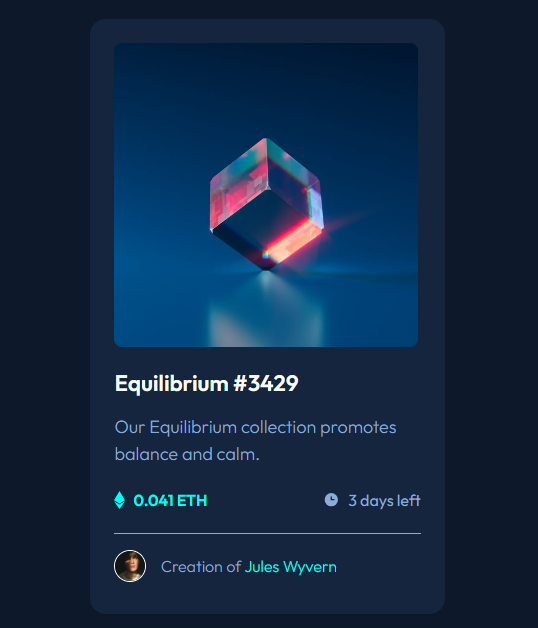 Equilibrium #3429
Our Equilibrium collection promotes
balance and calm.
0.041 ETH
3 days left
Creation of Jules Wyvern